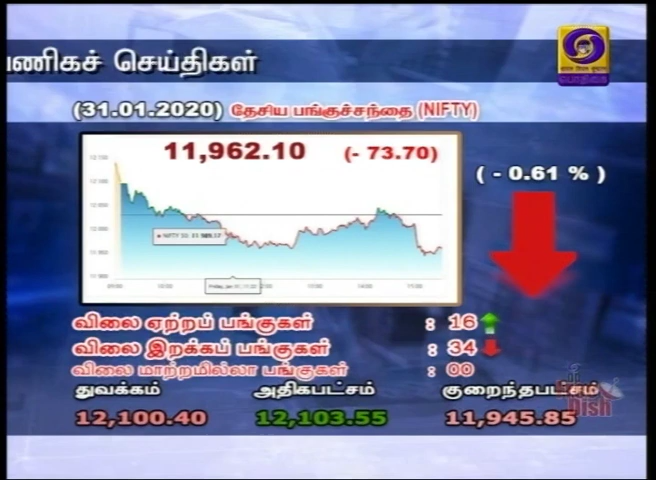 வணிகச் செய்திகள்
பொதிகை
(31.01.2020) தேசிய பங்குச்சந்தை (NIFTY)
11,962.10 (- 73.70)
(- 0.61 %)
விலை ஏற்றப் பங்குகள் : 16
விலை இறக்கப் பங்குகள் : 34
விலை மாற்றமில்லா பங்குகள் : 00
துவக்கம் அதிகபட்சம் குறைந்தபட்சம்
12,100.40 12,103.55 11,945.85
Dish